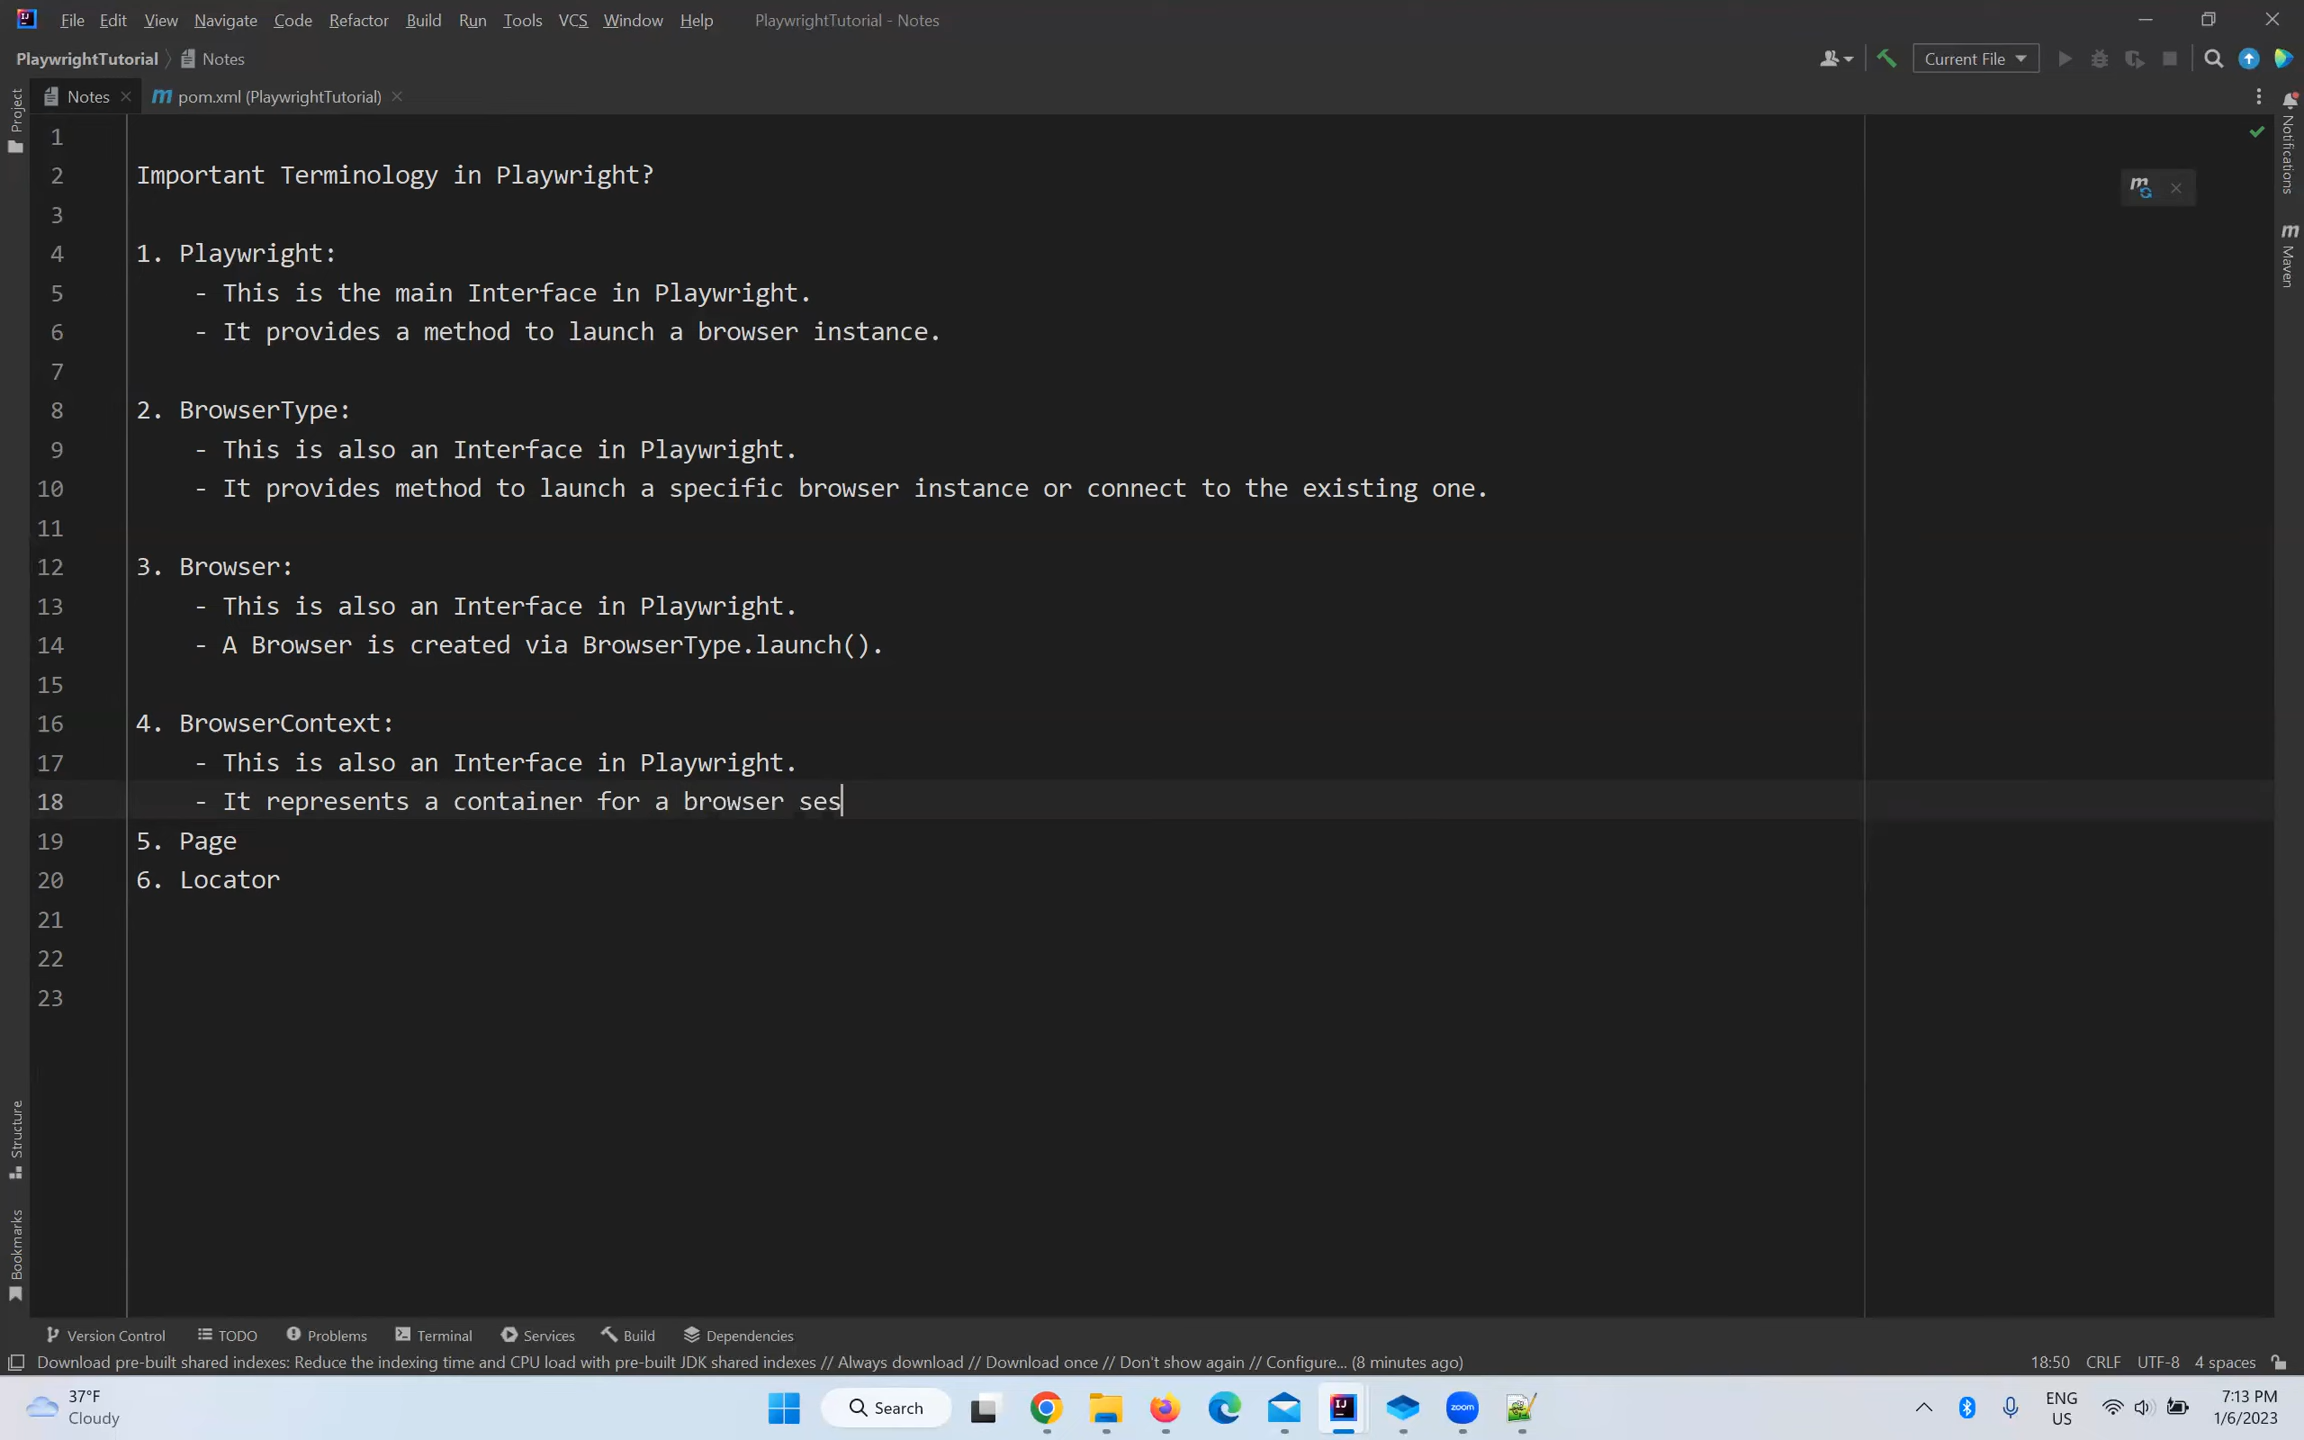 File Edit View Navigate Code Refactor Build Run Tools VCS Window Help PlaywrightTutorial - Notes
PlaywrightTutorial Notes Current File
Notes pom.xml (PlaywrightTutorial)
Project
Notifications
Maven
1
2 Important Terminology in Playwright?
3
4 1. Playwright:
5 - This is the main Interface in Playwright.
6 - It provides a method to launch a browser instance.
7
8 2. BrowserType:
9 - This is also an Interface in Playwright.
10 - It provides method to launch a specific browser instance or connect to the existing one.
11
12 3. Browser:
13 - This is also an Interface in Playwright.
14 - A Browser is created via BrowserType.launch().
15
16 4. BrowserContext:
17 - This is also an Interface in Playwright.
18 - It represents a container for a browser ses
19 5. Page
20 6. Locator
21
22
23
Structure
Bookmarks
Version Control TODO Problems Terminal Services Build Dependencies
Download pre-built shared indexes: Reduce the indexing time and CPU load with pre-built JDK shared indexes // Always download // Download once // Don't show again // Configure... (8 minutes ago) 18:50 CRLF UTF-8 4 spaces
37°F
Cloudy
Search
zoom
ENG
US
7:13 PM
1/6/2023